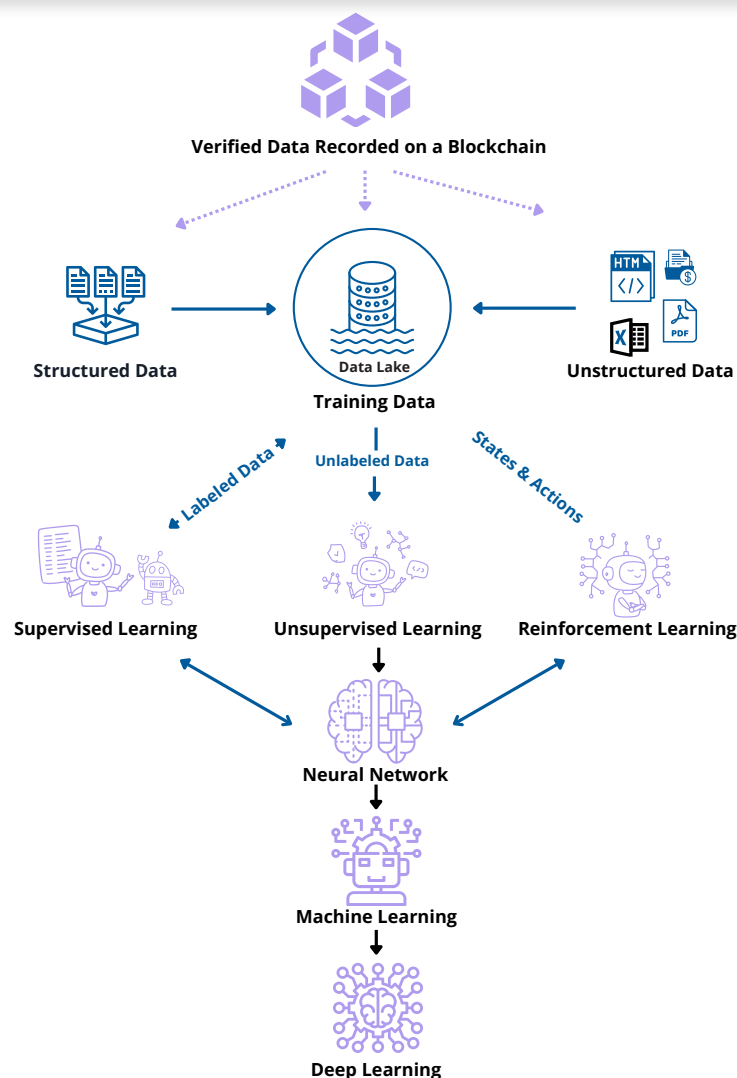 Verified Data Recorded on a Blockchain
HTM
</>
$
X
PDF
Structured Data
Data Lake
Unstructured Data
Training Data
Labeled Data
Unlabeled Data
States & Actions
</>
Supervised Learning
Unsupervised Learning
Reinforcement Learning
Neural Network
Machine Learning
Deep Learning